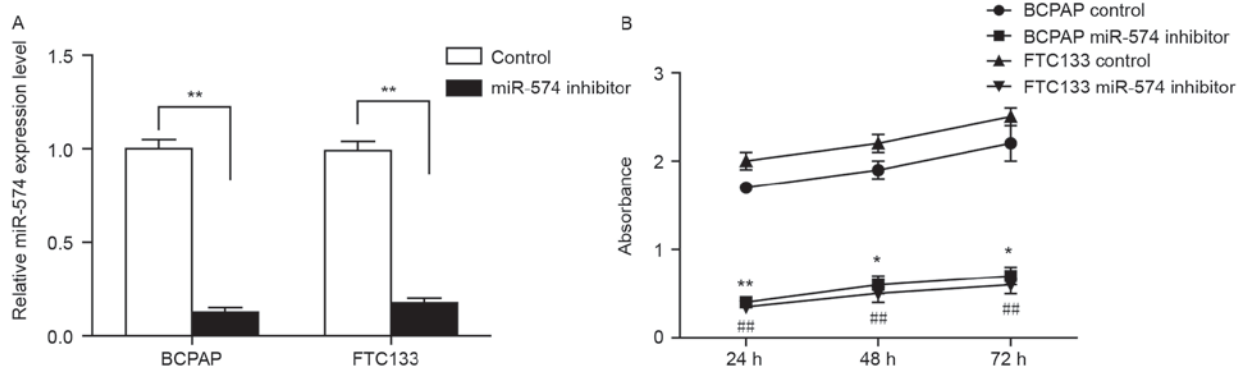 A
Relative miR-574 expression level
1.5
1.0
0.5
0.0
**
**
Control
miR-574 inhibitor
BCPAP
FTC133
B
BCPAP control
BCPAP miR-574 inhibitor
FTC133 control
FTC133 miR-574 inhibitor
Absorbance
3
2
1
0
**
*
*
##
##
##
24 h
48 h
72 h